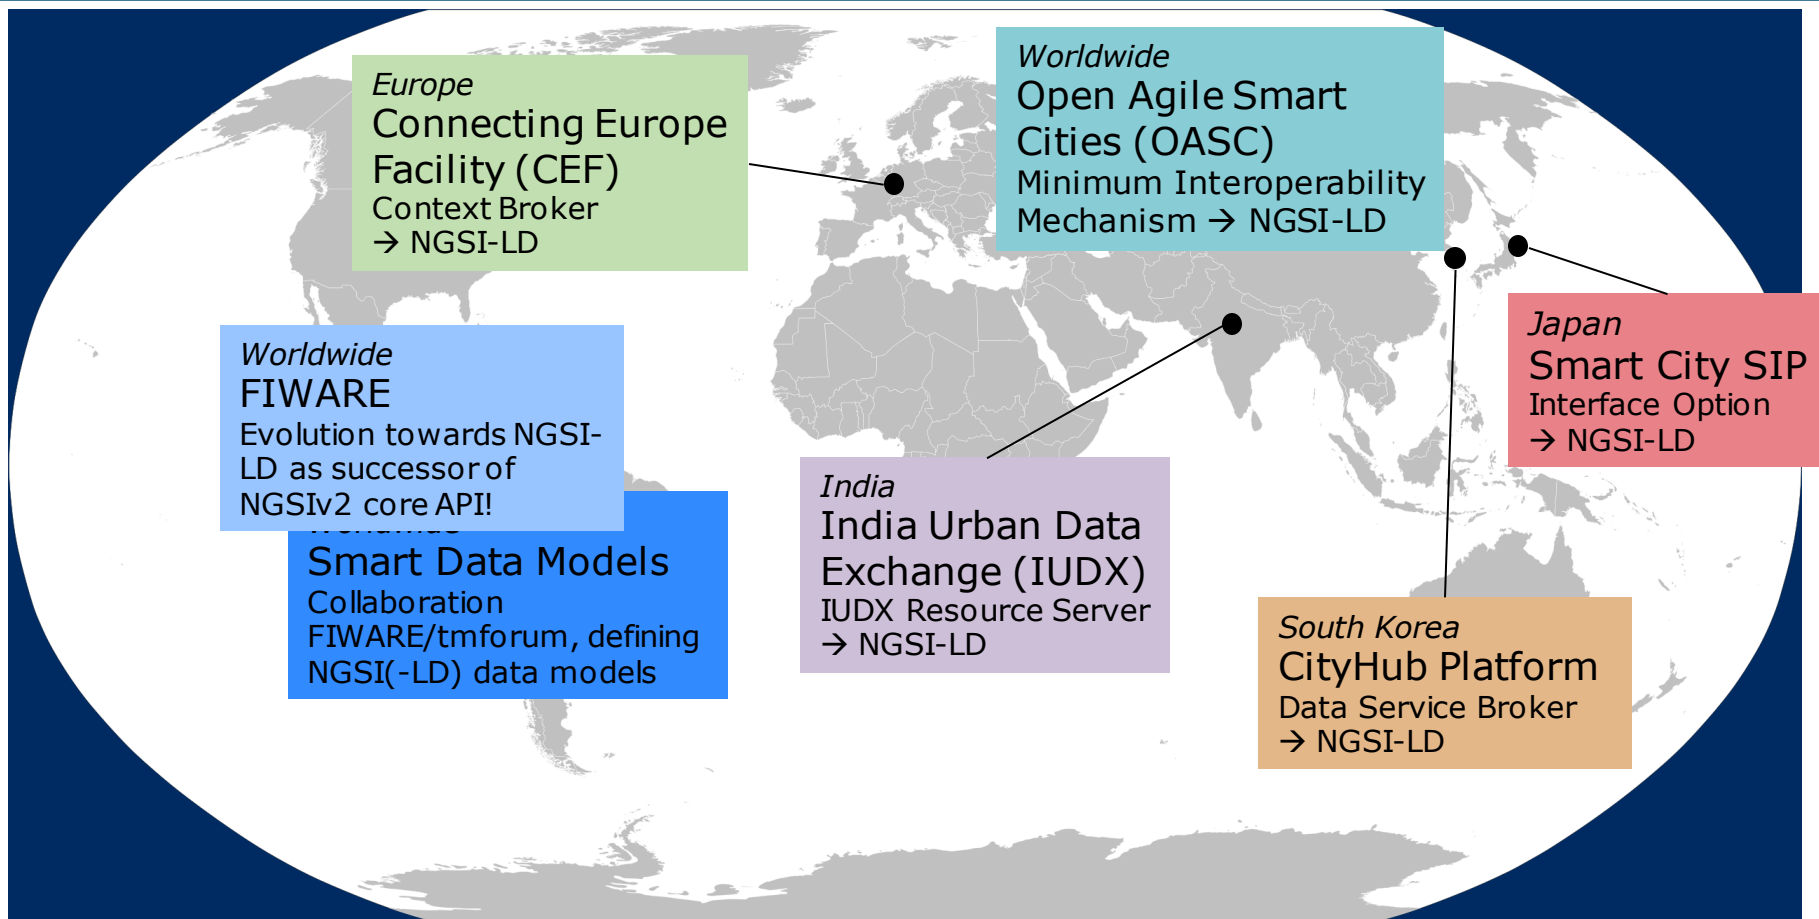 Europe
Connecting Europe
Facility (CEF)
Context Broker
→ NGSI-LD
Worldwide
Open Agile Smart
Cities (OASC)
Minimum Interoperability
Mechanism → NGSI-LD
Japan
Smart City SIP
Interface Option
→ NGSI-LD
Worldwide
FIWARE
Evolution towards NGSI-
LD as successor of
NGSIv2 core API!
Smart Data Models
Collaboration
FIWARE/tmforum, defining
NGSI(-LD) data models
India
India Urban Data
Exchange (IUDX)
IUDX Resource Server
→ NGSI-LD
South Korea
CityHub Platform
Data Service Broker
→ NGSI-LD